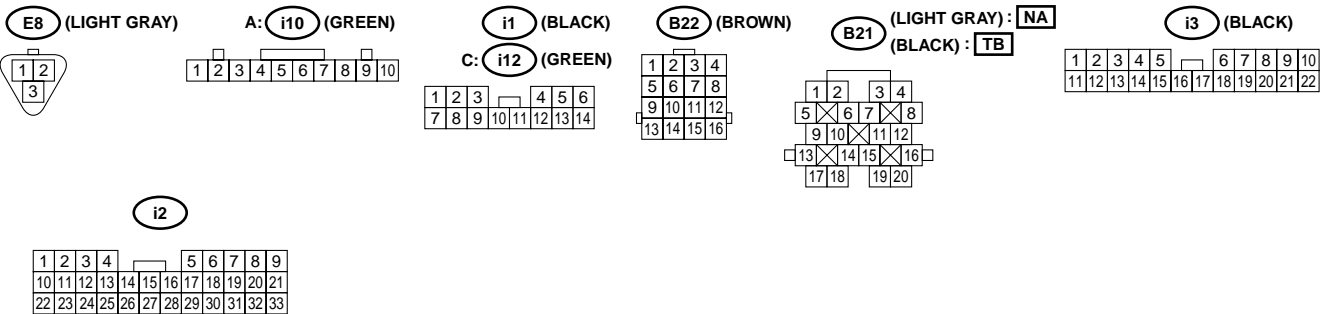 E8 (LIGHT GRAY)
1 2
3
A: i10 (GREEN)
1 2 3 4 5 6 7 8 9 10
i1 (BLACK)
C: i12 (GREEN)
1 2 3 4 5 6
7 8 9 10 11 12 13 14
B22 (BROWN)
1 2 3 4
5 6 7 8
9 10 11 12
13 14 15 16
B21 (LIGHT GRAY) : NA
(BLACK) : TB
1 2 3 4
5 6 7 8
9 10 11 12
13 14 15 16
17 18 19 20
i3 (BLACK)
1 2 3 4 5 6 7 8 9 10
11 12 13 14 15 16 17 18 19 20 21 22
i2
1 2 3 4 5 6 7 8 9
10 11 12 13 14 15 16 17 18 19 20 21
22 23 24 25 26 27 28 29 30 31 32 33